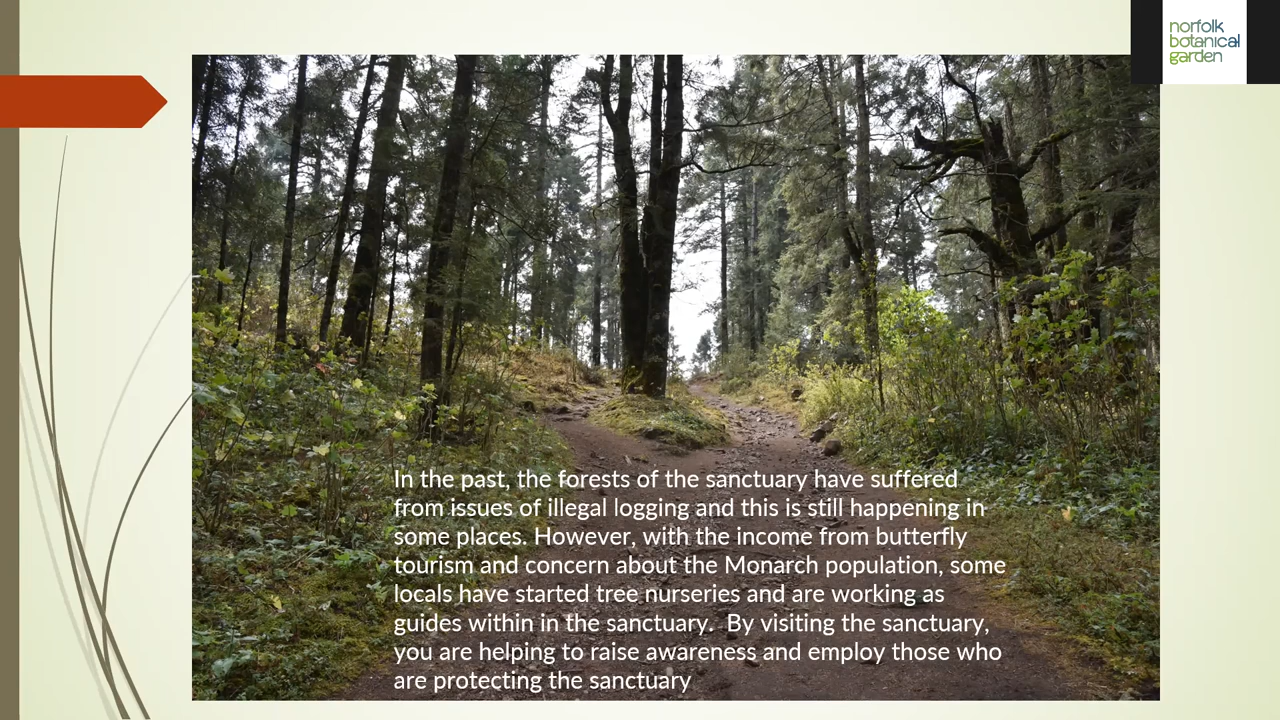 norfolk
botanical
garden
In the past, the forests of the sanctuary have suffered
from issues of illegal logging and this is still happening in
some places. However, with the income from butterfly
tourism and concern about the Monarch population, some
locals have started tree nurseries and are working as
guides within in the sanctuary.  By visiting the sanctuary,
you are helping to raise awareness and employ those who
are protecting the sanctuary